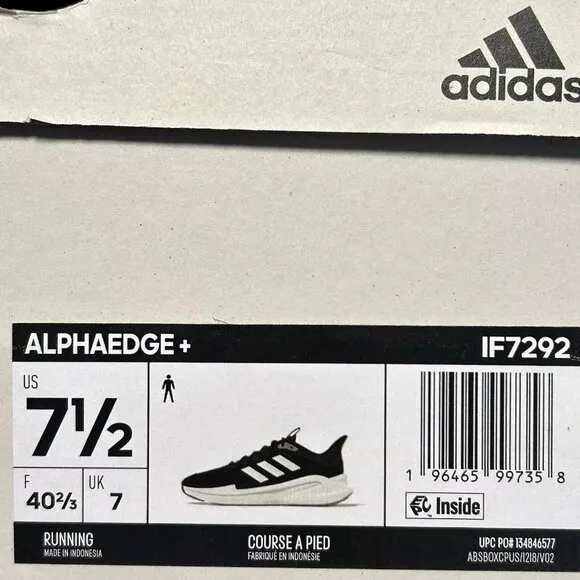 adidas
ALPHAEDGE + IF7292
US
7½
F
40⅔
UK
7
1 96465 99735 8
Inside
RUNNING
MADE IN INDONESIA
COURSE A PIED
FABRIQUÉ EN INDONÉSIE
UPC PO# 134846577
ABSBOXCPUS/1218/V02